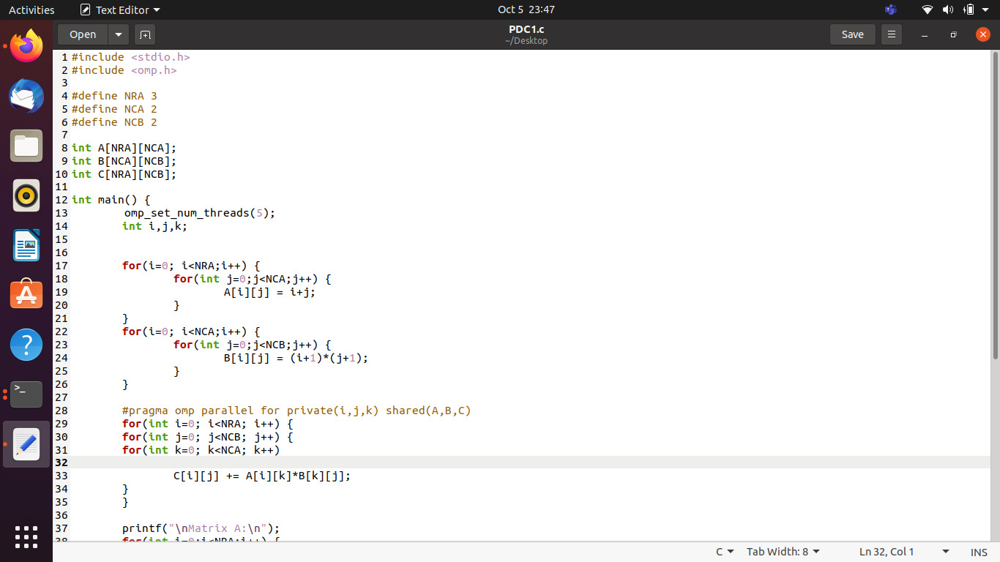 Activities Text Editor Oct 5 23:47
Open PDC1.c Save
~/Desktop
1 #include <stdio.h>
2 #include <omp.h>
3
4 #define NRA 3
5 #define NCA 2
6 #define NCB 2
7
8 int A[NRA][NCA];
9 int B[NCA][NCB];
10 int C[NRA][NCB];
11
12 int main() {
13 omp_set_num_threads(5);
14 int i,j,k;
15
16
17 for(i=0; i<NRA;i++) {
18 for(int j=0;j<NCA;j++) {
19 A[i][j] = i+j;
20 }
21 }
22 for(i=0; i<NCA;i++) {
23 for(int j=0;j<NCB;j++) {
24 B[i][j] = (i+1)*(j+1);
25 }
26 }
27
28 #pragma omp parallel for private(i,j,k) shared(A,B,C)
29 for(int i=0; i<NRA; i++) {
30 for(int j=0; j<NCB; j++) {
31 for(int k=0; k<NCA; k++)
32
33 C[i][j] += A[i][k]*B[k][j];
34 }
35 }
36
37 printf("\nMatrix A:\n");
38 for(int i=0;i<NRA;i++) {
C Tab Width: 8 Ln 32, Col 1 INS